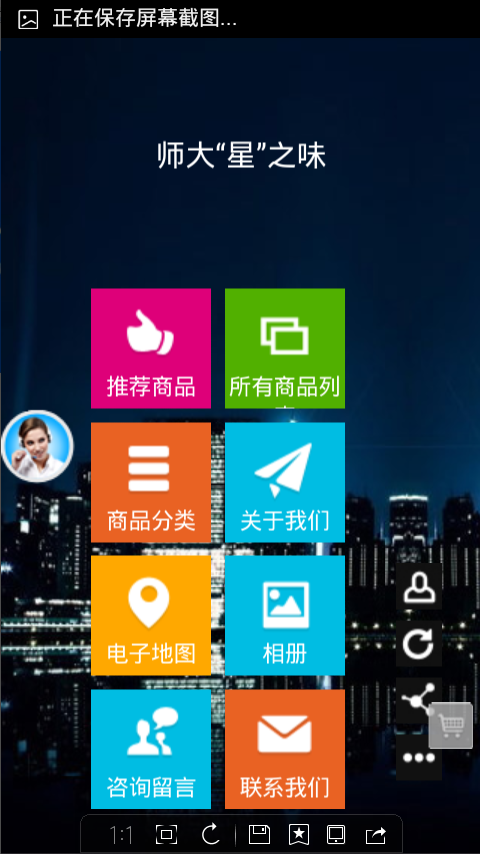 正在保存屏幕截图...
师大“星”之味
推荐商品
所有商品列
商品分类
关于我们
电子地图
相册
咨询留言
联系我们
1:1